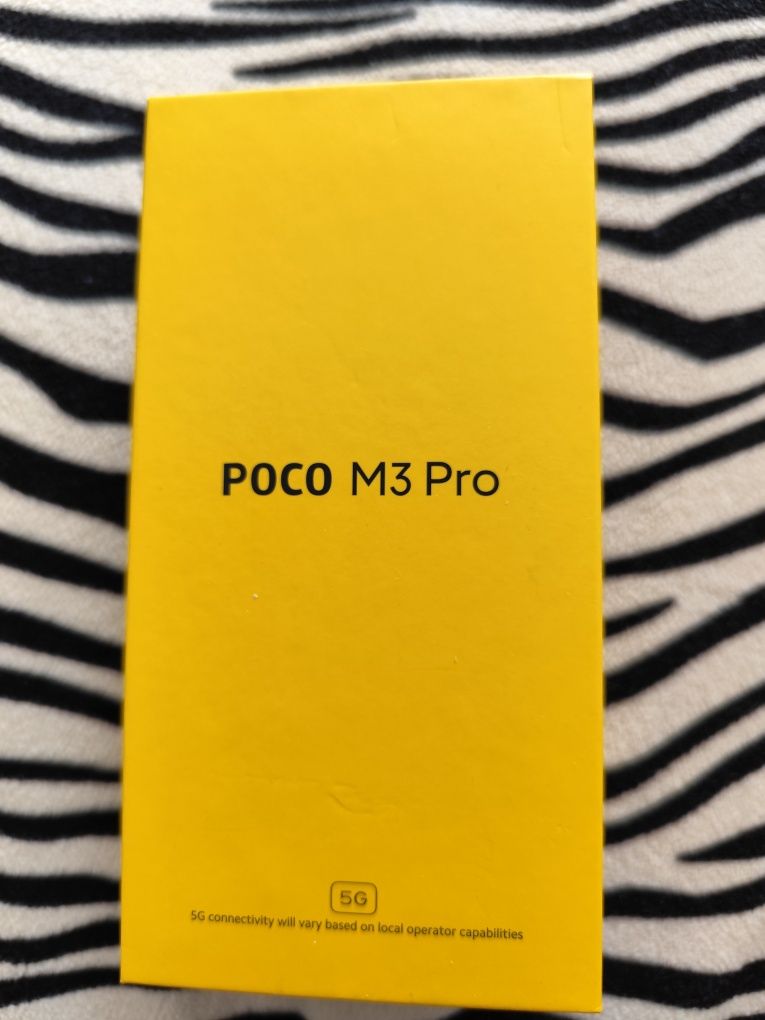 POCO M3 Pro
5G
5G connectivity will vary based on local operator capabilities